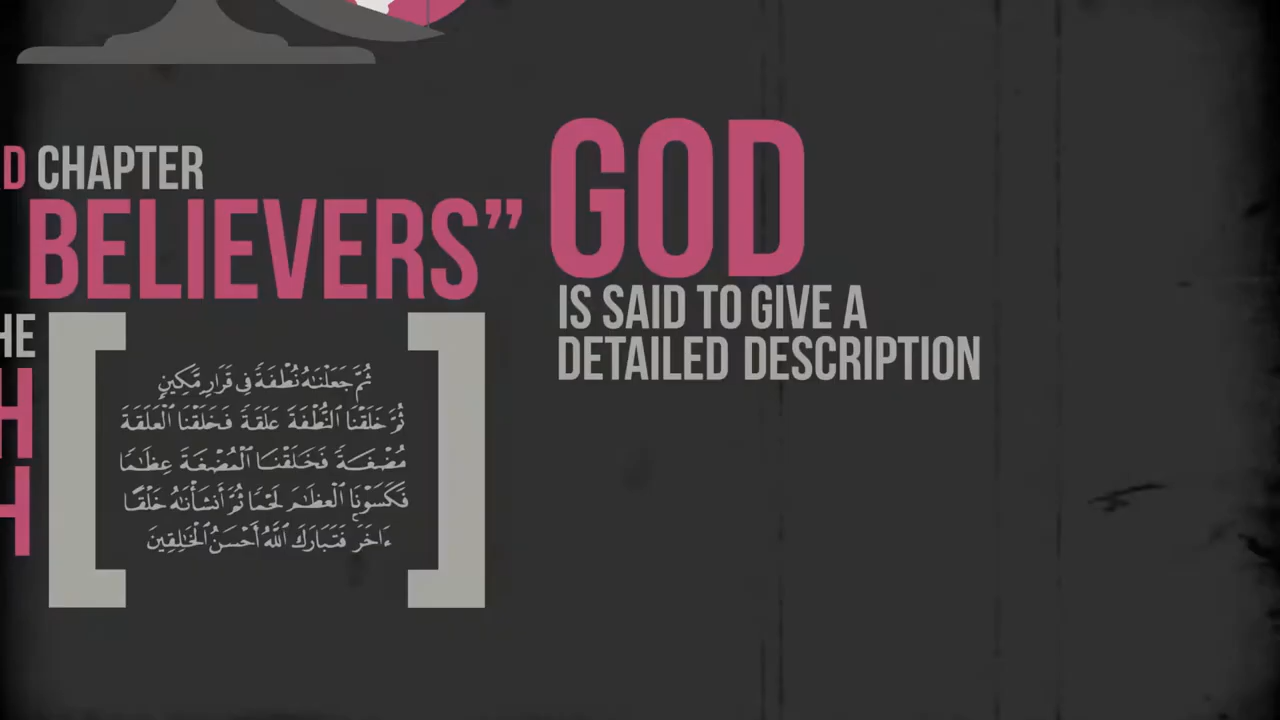 D CHAPTER
BELIEVERS”
HE
H
H
ثُمَّ جَعَلْنَـٰهُ نُطْفَةً فِى قَرَارٍ مَّكِينٍ
ثُمَّ خَلَقْنَا ٱلنُّطْفَةَ عَلَقَةً فَخَلَقْنَا ٱلْعَلَقَةَ
مُضْغَةً فَخَلَقْنَا ٱلْمُضْغَةَ عِظَـٰمًا
فَكَسَوْنَا ٱلْعِظَـٰمَ لَحْمًا ثُمَّ أَنشَأْنَـٰهُ خَلْقًا
ءَاخَرَ فَتَبَارَكَ ٱللَّهُ أَحْسَنُ ٱلْخَـٰلِقِينَ
GOD
IS SAID TO GIVE A
DETAILED DESCRIPTION